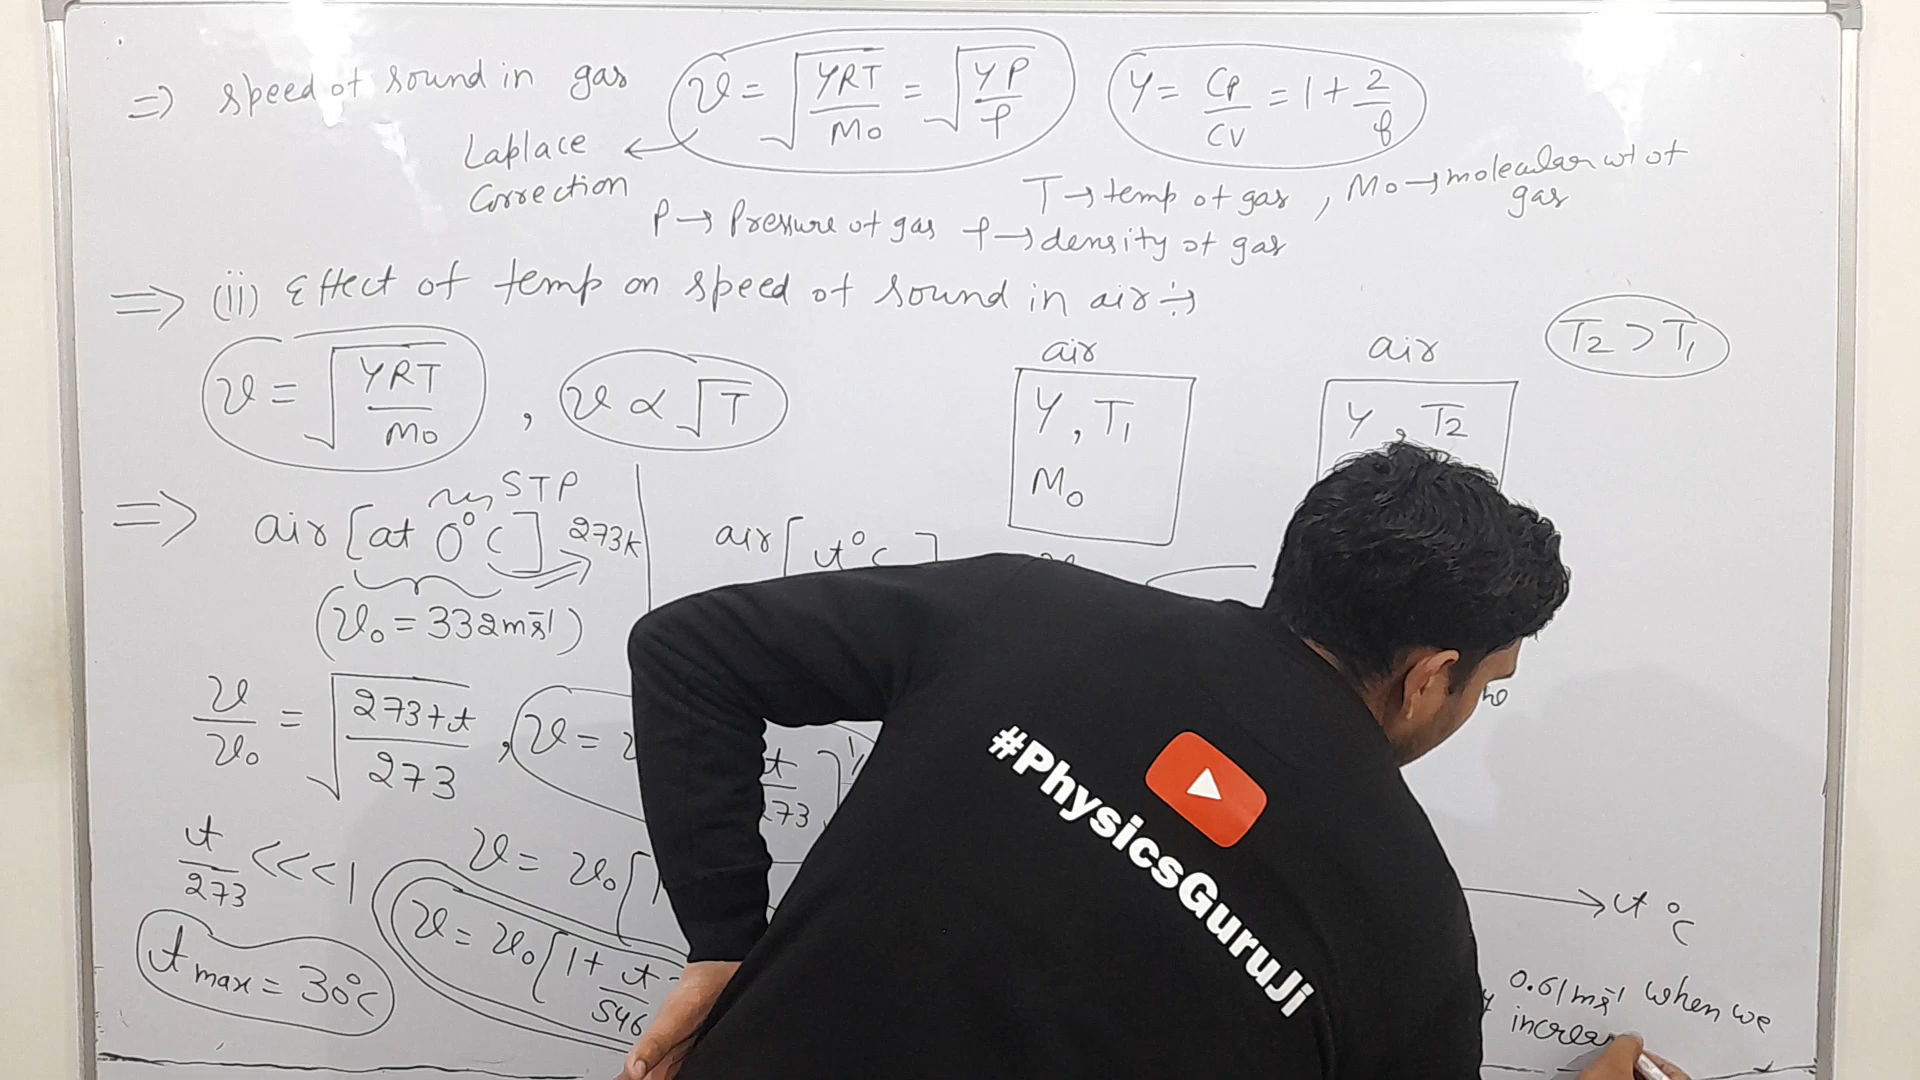 ⇒ speed of sound in gas v = √(γRT/M₀) = √(γP/ρ) γ = Cp/Cv = 1 + 2/f
Laplace Correction ←
T → temp of gas, M₀ → molecular wt of gas
P → Pressure of gas ρ → density of gas
⇒ (ii) Effect of temp on speed of sound in air :→
v = √(γRT/M₀) , v ∝ √T
air
γ, T₁
M₀
air
γ, T₂
T₂ > T₁
⇒ air [at 0°C] STP 273K
(v₀ = 332 ms⁻¹)
air [t°C]
v/v₀ = √((273+t)/273) , v =
t/273
t/273 <<< 1
v = v₀ [1
t max = 30°C
v = v₀ [1 + t/546
→ t °C
0.61 ms⁻¹ when we
increa
#PhysicsGuruJi